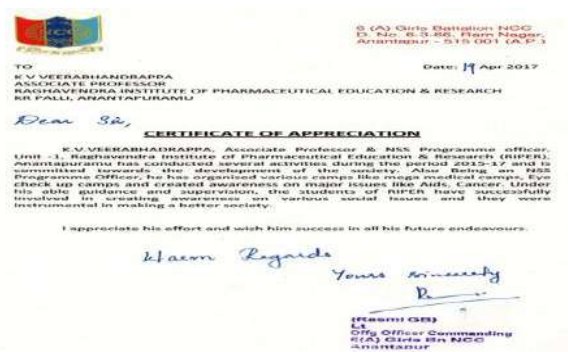 NCC
6 (A) Girls Battalion NCC
D. No. 6-3-66, Ram Nagar,
Anantapur - 515 001 (A.P.)
TO
Date: 19 Apr 2017
K V VEERABHANDRAPPA
ASSOCIATE PROFESSOR
RAGHAVENDRA INSTITUTE OF PHARMACEUTICAL EDUCATION & RESEARCH
KR PALLI, ANANTAPURAMU
Dear Sir,
CERTIFICATE OF APPRECIATION
K.V.VEERABHADRAPPA, Associate Professor & NSS Programme officer,
Unit -1, Raghavendra Institute of Pharmaceutical Education & Research (RIPER),
Anantapuramu has conducted several activities during the period 2015-17 and is
committed towards the development of the society. Also Being an NSS
Programme Officer, he has organised various camps like mega medical camps, Eye
check up camps and created awareness on major issues like Aids, Cancer. Under
his able guidance and supervision, the students of RIPER have successfully
involved in creating awareness on various social issues and they were
instrumental in making a better society.
I appreciate his effort and wish him success in all his future endeavours.
Warm Regards
Yours sincerely
(Resmi GB)
Lt
Offg Officer Commanding
6(A) Girls Bn NCC
Anantapur